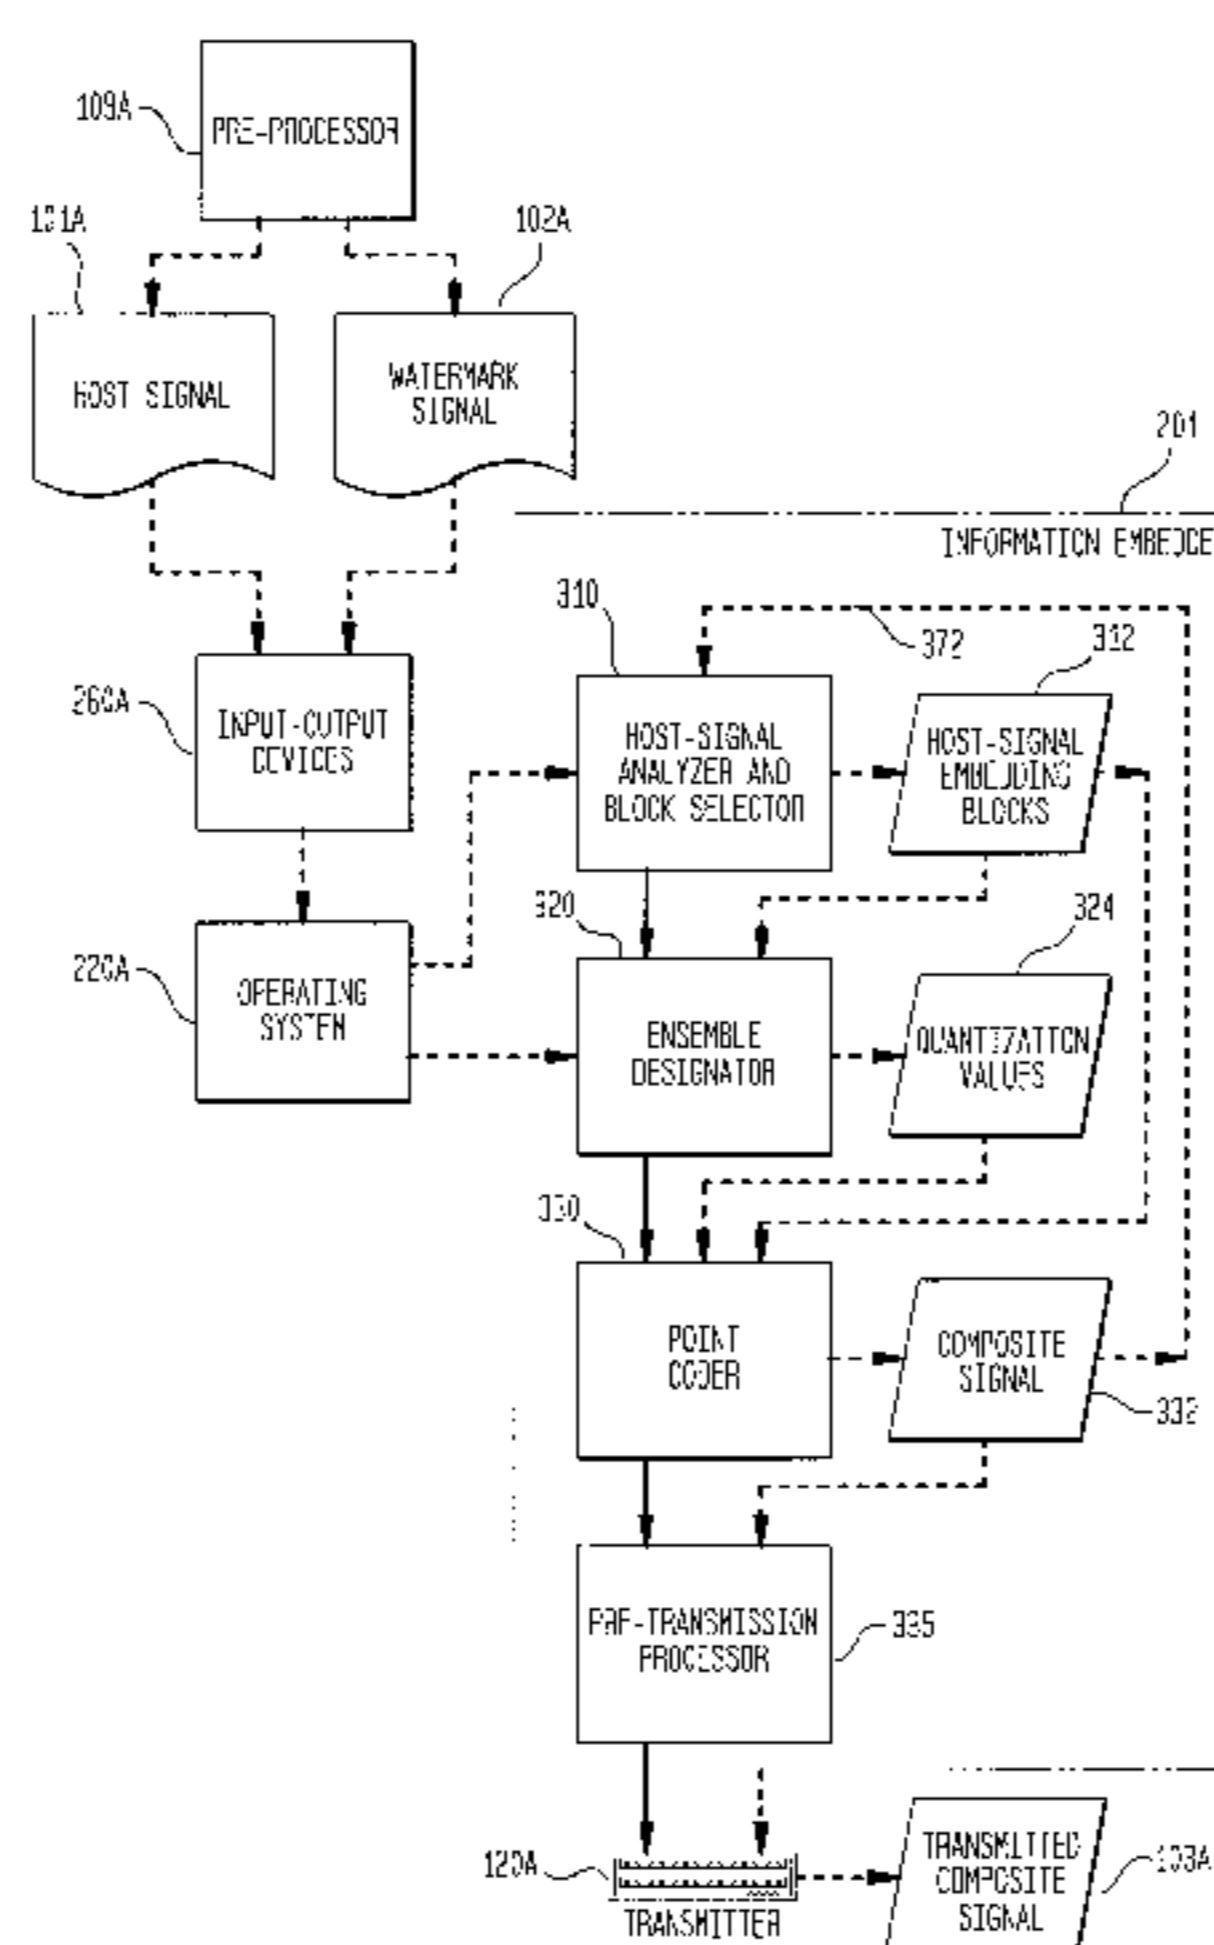 109A
PRE-PROCESSOR
101A
102A
HOST SIGNAL
WATERMARK
SIGNAL
201
INFORMATION EMBEDDE
310
372
312
260A
INPUT-OUTPUT
DEVICES
HOST-SIGNAL
ANALYZER AND
BLOCK SELECTOR
HOST-SIGNAL
EMBEDDING
BLOCKS
320
324
220A
OPERATING
SYSTEM
ENSEMBLE
DESIGNATOR
QUANTIZATION
VALUES
330
POINT
CODER
COMPOSITE
SIGNAL
332
PRE-TRANSMISSION
PROCESSOR
335
120A
TRANSMITTER
TRANSMITTED
COMPOSITE
SIGNAL
103A